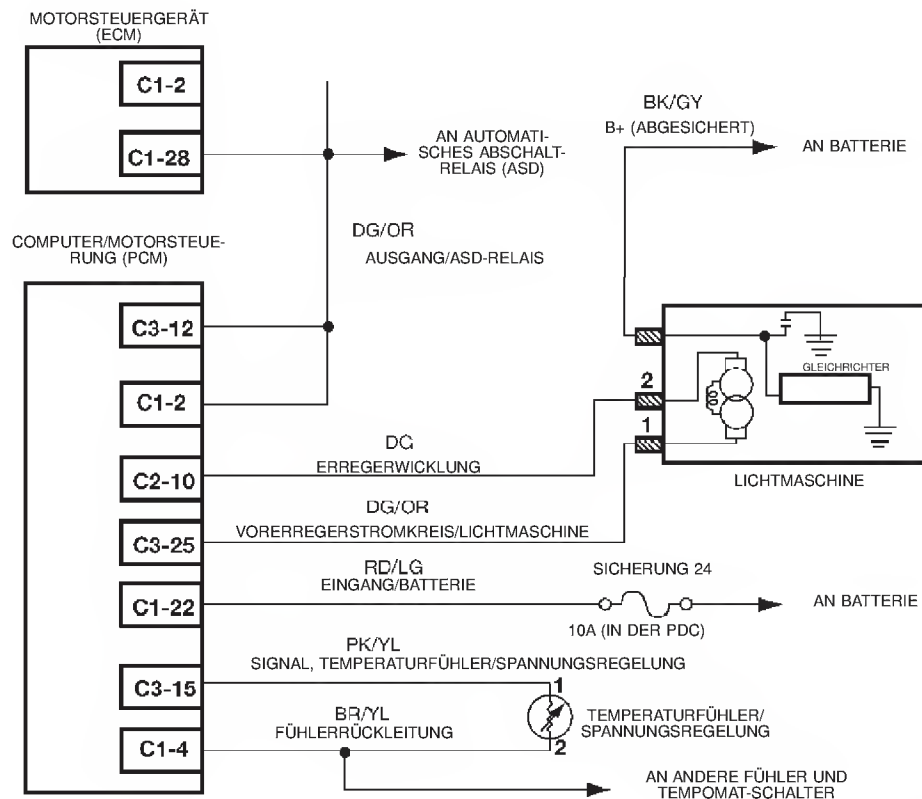 MOTORSTEUERGERÄT
(ECM)
C1-2
C1-28
AN AUTOMATI-
SCHES ABSCHALT-
RELAIS (ASD)
BK/GY
B+ (ABGESICHERT)
AN BATTERIE
DG/OR
AUSGANG/ASD-RELAIS
COMPUTER/MOTORSTEUE-
RUNG (PCM)
C3-12
C1-2
C2-10
C3-25
C1-22
C3-15
C1-4
2
1
GLEICHRICHTER
LICHTMASCHINE
DG
ERREGERWICKLUNG
DG/OR
VORERREGERSTROMKREIS/LICHTMASCHINE
RD/LG
EINGANG/BATTERIE
SICHERUNG 24
10A (IN DER PDC)
AN BATTERIE
PK/YL
SIGNAL, TEMPERATURFÜHLER/SPANNUNGSREGELUNG
1
2
TEMPERATURFÜHLER/
SPANNUNGSREGELUNG
BR/YL
FÜHLERRÜCKLEITUNG
AN ANDERE FÜHLER UND
TEMPOMAT-SCHALTER